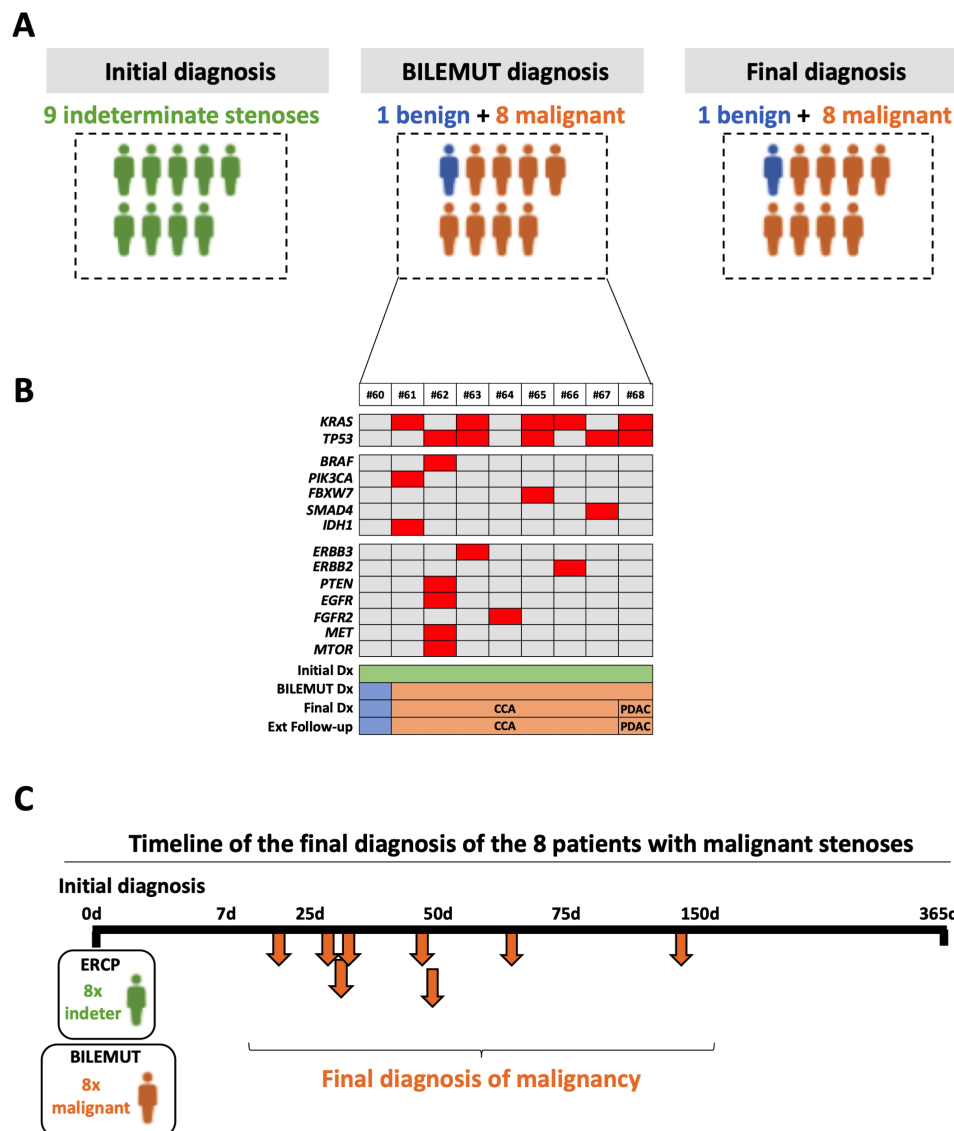 A
Initial diagnosis
BILEMUT diagnosis
Final diagnosis
9 indeterminate stenoses
1 benign + 8 malignant
1 benign + 8 malignant
B
#60 #61 #62 #63 #64 #65 #66 #67 #68
KRAS
TP53
BRAF
PIK3CA
FBXW7
SMAD4
IDH1
ERBB3
ERBB2
PTEN
EGFR
FGFR2
MET
MTOR
Initial Dx
BILEMUT Dx
Final Dx CCA PDAC
Ext Follow-up CCA PDAC
C
Timeline of the final diagnosis of the 8 patients with malignant stenoses
Initial diagnosis
0d 7d 25d 50d 75d 150d 365d
ERCP
8x
indeter
BILEMUT
8x
malignant
Final diagnosis of malignancy